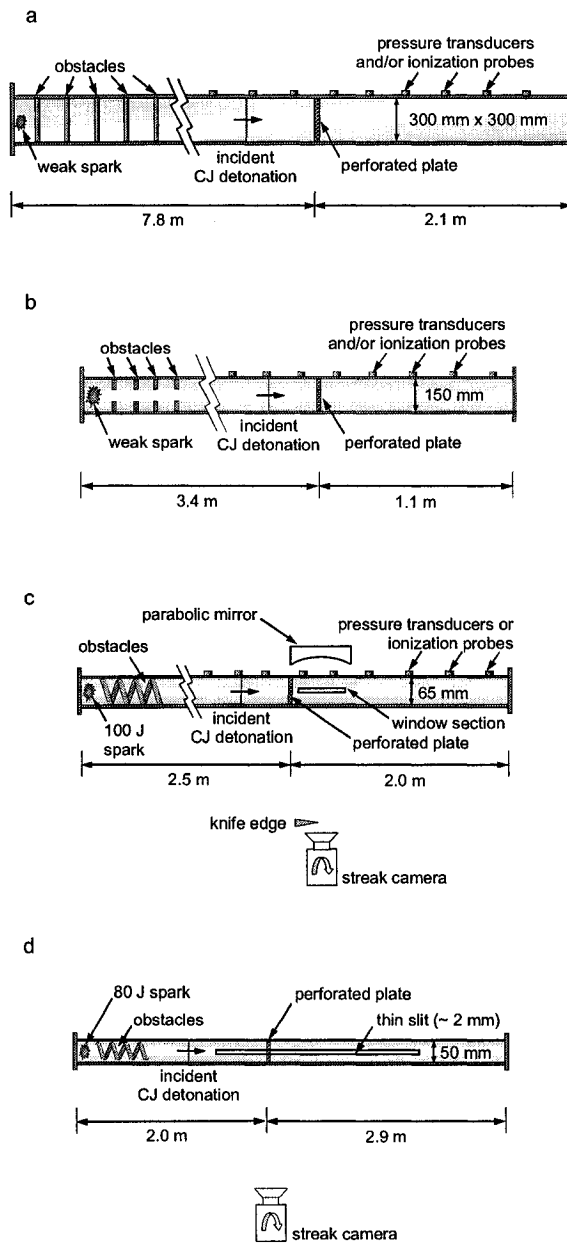 a
obstacles
pressure transducers
and/or ionization probes
300 mm x 300 mm
weak spark
incident
CJ detonation
perforated plate
7.8 m
2.1 m
b
obstacles
pressure transducers
and/or ionization probes
150 mm
weak spark
incident
CJ detonation
perforated plate
3.4 m
1.1 m
c
parabolic mirror
obstacles
pressure transducers or
ionization probes
65 mm
100 J
spark
incident
CJ detonation
window section
perforated plate
2.5 m
2.0 m
knife edge
streak camera
d
80 J spark
obstacles
perforated plate
thin slit (~ 2 mm)
50 mm
incident
CJ detonation
2.0 m
2.9 m
streak camera